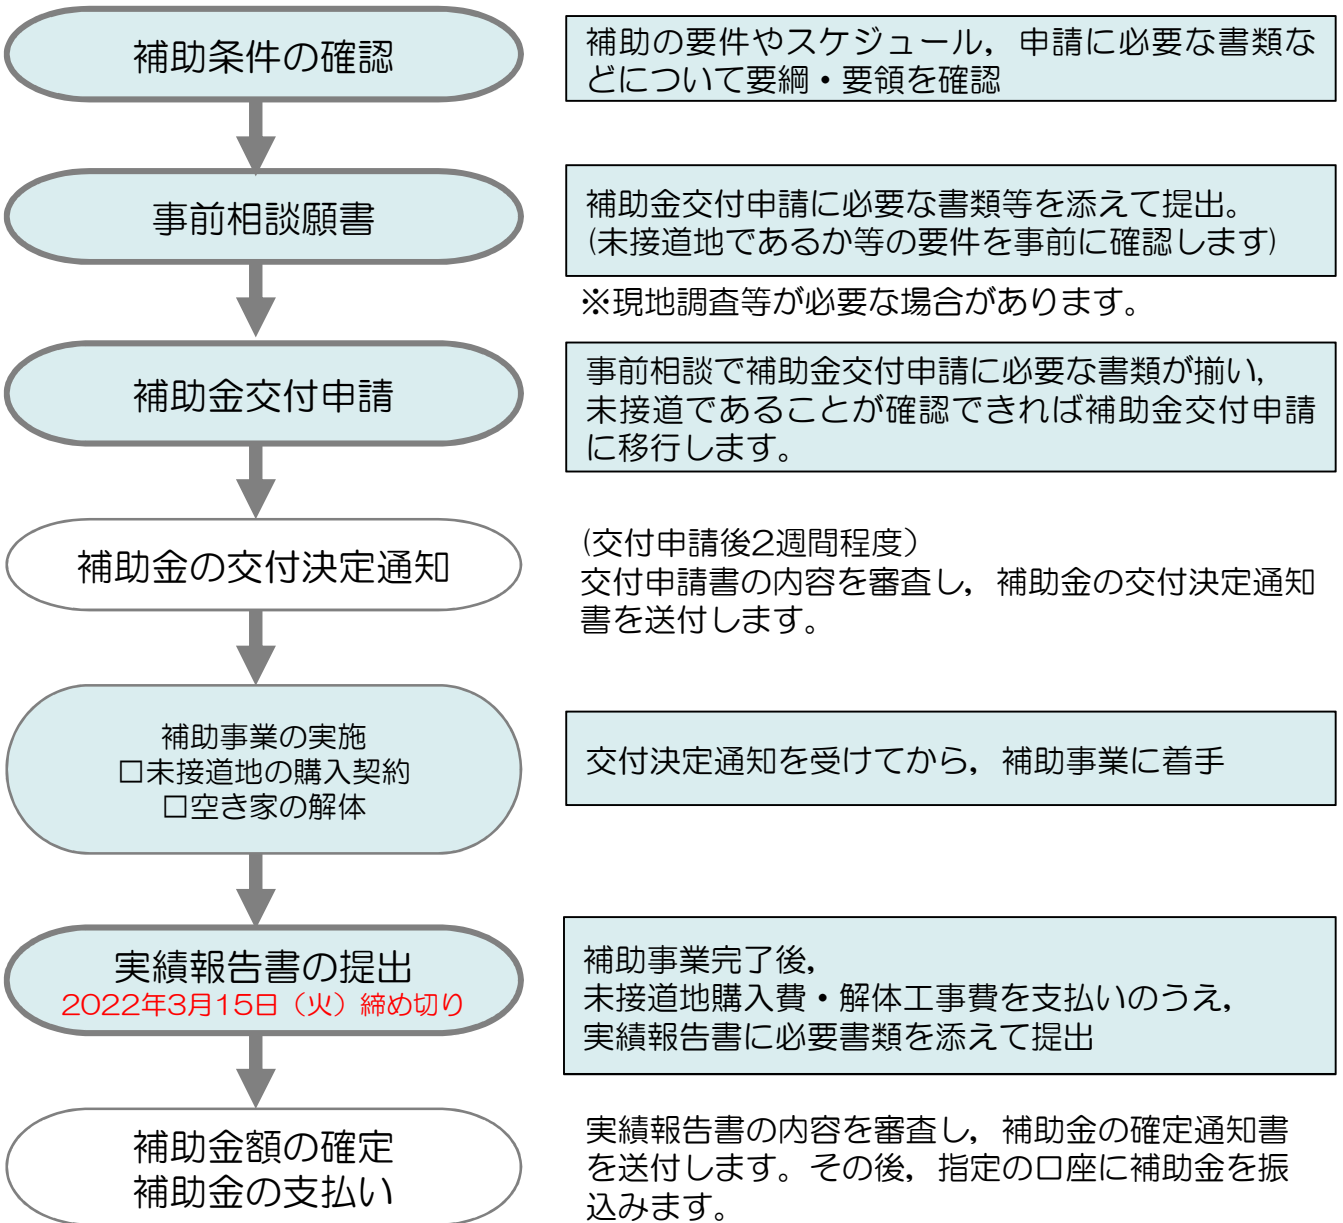 補助条件の確認
補助の要件やスケジュール，申請に必要な書類な
どについて要綱・要領を確認
事前相談願書
補助金交付申請に必要な書類等を添えて提出。
(未接道地であるか等の要件を事前に確認します)
※現地調査等が必要な場合があります。
補助金交付申請
事前相談で補助金交付申請に必要な書類が揃い，
未接道であることが確認できれば補助金交付申請
に移行します。
補助金の交付決定通知
(交付申請後2週間程度）
交付申請書の内容を審査し，補助金の交付決定通知
書を送付します。
補助事業の実施
□未接道地の購入契約
□空き家の解体
交付決定通知を受けてから，補助事業に着手
実績報告書の提出
2022年3月15日（火）締め切り
補助事業完了後，
未接道地購入費・解体工事費を支払いのうえ，
実績報告書に必要書類を添えて提出
補助金額の確定
補助金の支払い
実績報告書の内容を審査し，補助金の確定通知書
を送付します。その後，指定の口座に補助金を振
込みます。